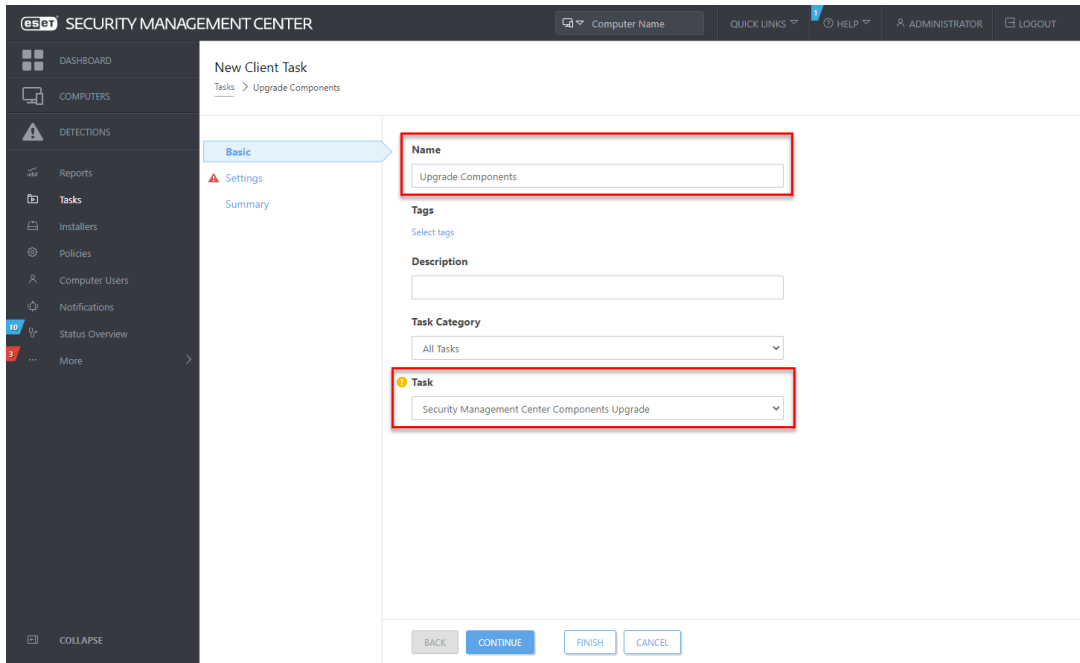 eseT SECURITY MANAGEMENT CENTER
Computer Name
QUICK LINKS
1
HELP
ADMINISTRATOR
LOGOUT
DASHBOARD
COMPUTERS
DETECTIONS
Reports
Tasks
Installers
Policies
Computer Users
Notifications
10
Status Overview
3
More
COLLAPSE
New Client Task
Tasks > Upgrade Components
Basic
Settings
Summary
Name
Upgrade Components
Tags
Select tags
Description
Task Category
All Tasks
Task
Security Management Center Components Upgrade
BACK
CONTINUE
FINISH
CANCEL